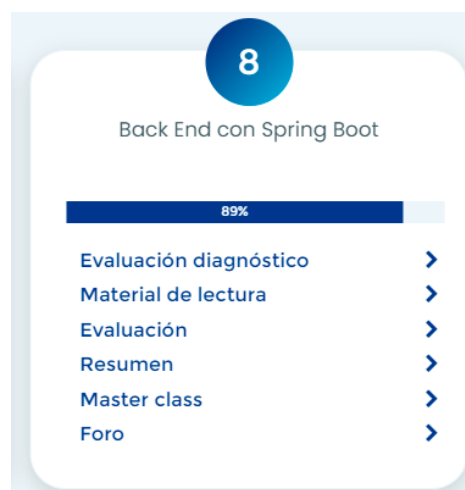 8
Back End con Spring Boot
89%
Evaluación diagnóstico
Material de lectura
Evaluación
Resumen
Master class
Foro